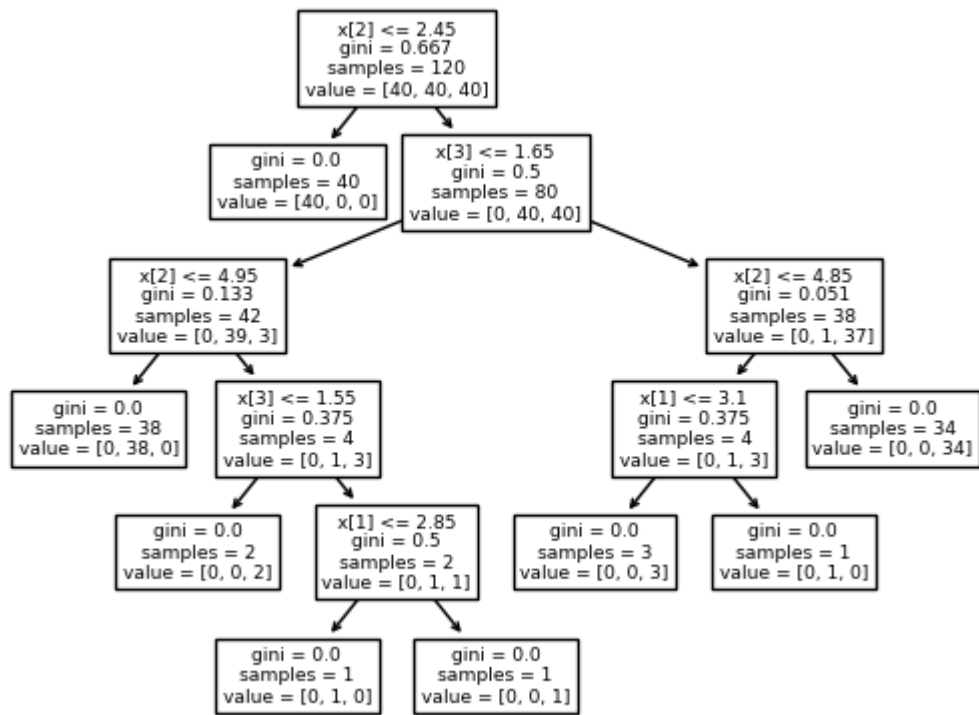 x[2] <= 2.45
gini = 0.667
samples = 120
value = [40, 40, 40]
gini = 0.0
samples = 40
value = [40, 0, 0]
x[3] <= 1.65
gini = 0.5
samples = 80
value = [0, 40, 40]
x[2] <= 4.95
gini = 0.133
samples = 42
value = [0, 39, 3]
x[2] <= 4.85
gini = 0.051
samples = 38
value = [0, 1, 37]
gini = 0.0
samples = 38
value = [0, 38, 0]
x[3] <= 1.55
gini = 0.375
samples = 4
value = [0, 1, 3]
x[1] <= 3.1
gini = 0.375
samples = 4
value = [0, 1, 3]
gini = 0.0
samples = 34
value = [0, 0, 34]
gini = 0.0
samples = 2
value = [0, 0, 2]
x[1] <= 2.85
gini = 0.5
samples = 2
value = [0, 1, 1]
gini = 0.0
samples = 3
value = [0, 0, 3]
gini = 0.0
samples = 1
value = [0, 1, 0]
gini = 0.0
samples = 1
value = [0, 1, 0]
gini = 0.0
samples = 1
value = [0, 0, 1]